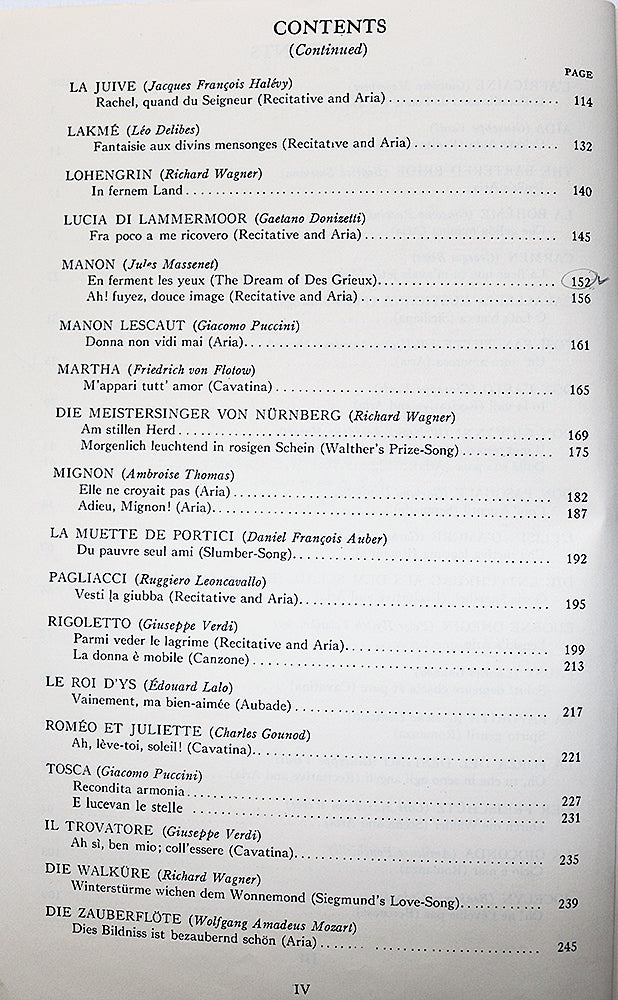 CONTENTS
(Continued)
PAGE
LA JUIVE (Jacques François Halévy)
Rachel, quand du Seigneur (Recitative and Aria) . . . . . . . . . . . . . . . . . . . . . . . . 114
LAKMÉ (Léo Delibes)
Fantaisie aux divins mensonges (Recitative and Aria) . . . . . . . . . . . . . . . . . . . . 132
LOHENGRIN (Richard Wagner)
In fernem Land . . . . . . . . . . . . . . . . . . . . . . . . . . . . . . . . . . . . . . . . . . . . . . . . 140
LUCIA DI LAMMERMOOR (Gaetano Donizetti)
Fra poco a me ricovero (Recitative and Aria) . . . . . . . . . . . . . . . . . . . . . . . . . . 145
MANON (Jules Massenet)
En ferment les yeux (The Dream of Des Grieux). . . . . . . . . . . . . . . . . . . . . . . . 152
Ah! fuyez, douce image (Recitative and Aria) . . . . . . . . . . . . . . . . . . . . . . . . . . 156
MANON LESCAUT (Giacomo Puccini)
Donna non vidi mai (Aria). . . . . . . . . . . . . . . . . . . . . . . . . . . . . . . . . . . . . . . . 161
MARTHA (Friedrich von Flotow)
M'appari tutt' amor (Cavatina) . . . . . . . . . . . . . . . . . . . . . . . . . . . . . . . . . . . . 165
DIE MEISTERSINGER VON NÜRNBERG (Richard Wagner)
Am stillen Herd . . . . . . . . . . . . . . . . . . . . . . . . . . . . . . . . . . . . . . . . . . . . . . . 169
Morgenlich leuchtend in rosigen Schein (Walther's Prize-Song) . . . . . . . . . . . . 175
MIGNON (Ambroise Thomas)
Elle ne croyait pas (Aria) . . . . . . . . . . . . . . . . . . . . . . . . . . . . . . . . . . . . . . . . 182
Adieu, Mignon! (Aria). . . . . . . . . . . . . . . . . . . . . . . . . . . . . . . . . . . . . . . . . . . 187
LA MUETTE DE PORTICI (Daniel François Auber)
Du pauvre seul ami (Slumber-Song). . . . . . . . . . . . . . . . . . . . . . . . . . . . . . . . 192
PAGLIACCI (Ruggiero Leoncavallo)
Vesti la giubba (Recitative and Aria). . . . . . . . . . . . . . . . . . . . . . . . . . . . . . . . 195
RIGOLETTO (Giuseppe Verdi)
Parmi veder le lagrime (Recitative and Aria). . . . . . . . . . . . . . . . . . . . . . . . . . 199
La donna è mobile (Canzone) . . . . . . . . . . . . . . . . . . . . . . . . . . . . . . . . . . . . 213
LE ROI D'YS (Édouard Lalo)
Vainement, ma bien-aimée (Aubade) . . . . . . . . . . . . . . . . . . . . . . . . . . . . . . 217
ROMÉO ET JULIETTE (Charles Gounod)
Ah, lève-toi, soleil! (Cavatina). . . . . . . . . . . . . . . . . . . . . . . . . . . . . . . . . . . . 221
TOSCA (Giacomo Puccini)
Recondita armonia. . . . . . . . . . . . . . . . . . . . . . . . . . . . . . . . . . . . . . . . . . . . 227
E lucevan le stelle . . . . . . . . . . . . . . . . . . . . . . . . . . . . . . . . . . . . . . . . . . . . 231
IL TROVATORE (Giuseppe Verdi)
Ah sì, ben mio; coll'essere (Cavatina). . . . . . . . . . . . . . . . . . . . . . . . . . . . . . 235
DIE WALKÜRE (Richard Wagner)
Winterstürme wichen dem Wonnemond (Siegmund's Love-Song). . . . . . . . . . 239
DIE ZAUBERFLÖTE (Wolfgang Amadeus Mozart)
Dies Bildniss ist bezaubernd schön (Aria) . . . . . . . . . . . . . . . . . . . . . . . . . . . 245
IV